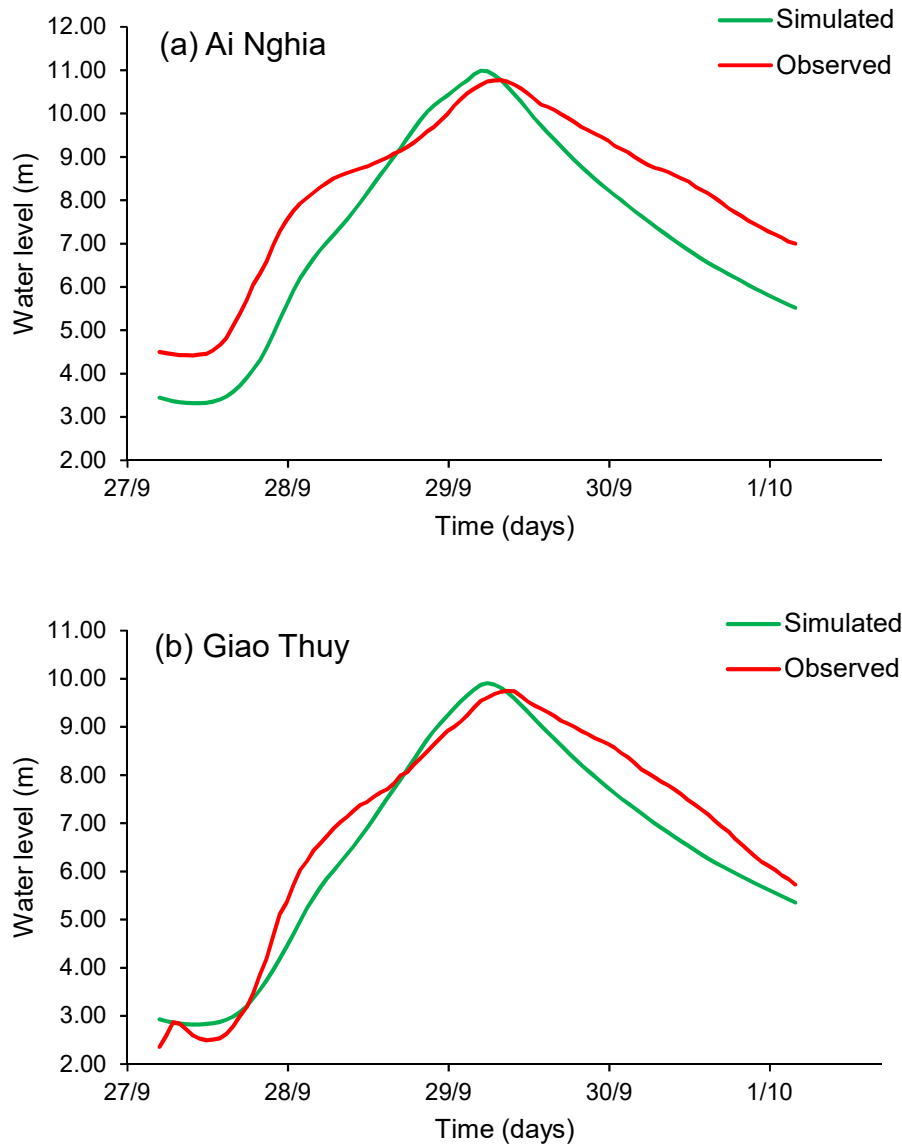 (a) Ai Nghia
Simulated
Observed
12.00
11.00
10.00
9.00
8.00
7.00
6.00
5.00
4.00
3.00
2.00
Water level (m)
27/9 28/9 29/9 30/9 1/10
Time (days)
(b) Giao Thuy
Simulated
Observed
11.00
10.00
9.00
8.00
7.00
6.00
5.00
4.00
3.00
2.00
Water level (m)
27/9 28/9 29/9 30/9 1/10
Time (days)